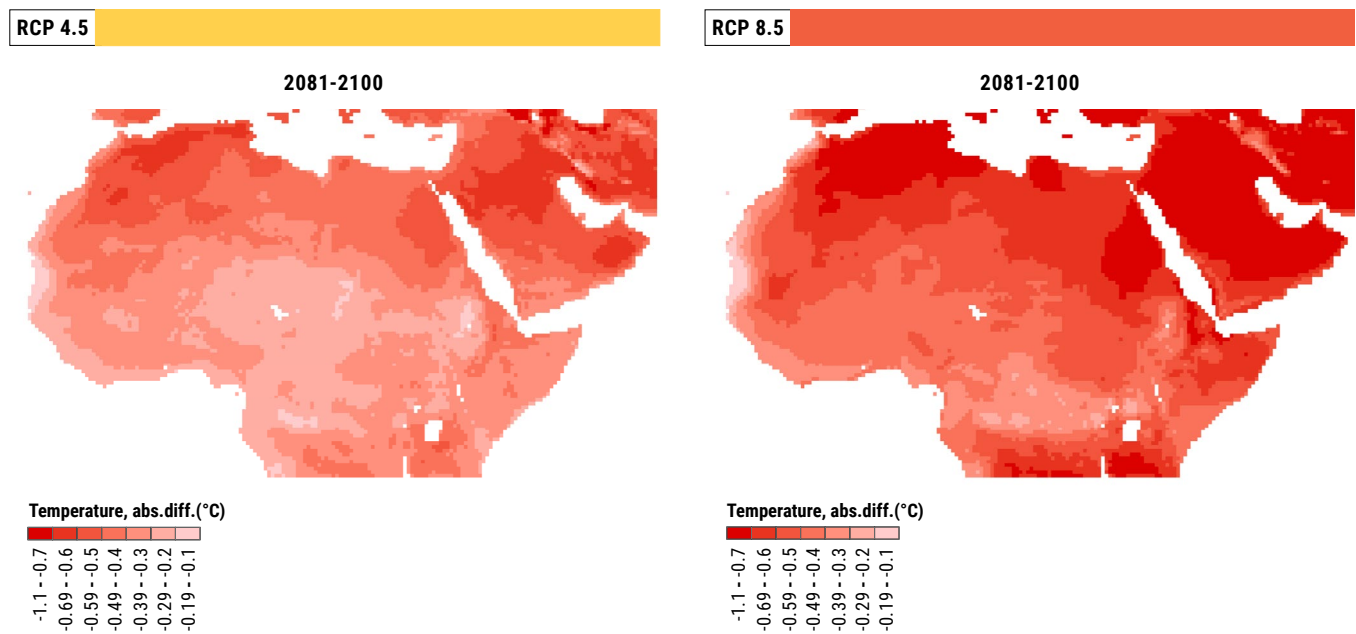 RCP 4.5
2081-2100
Temperature, abs.diff.(°C)
-1.1 - -0.7
-0.69 - -0.6
-0.59 - -0.5
-0.49 - -0.4
-0.39 - -0.3
-0.29 - -0.2
-0.19 - -0.1
RCP 8.5
2081-2100
Temperature, abs.diff.(°C)
-1.1 - -0.7
-0.69 - -0.6
-0.59 - -0.5
-0.49 - -0.4
-0.39 - -0.3
-0.29 - -0.2
-0.19 - -0.1